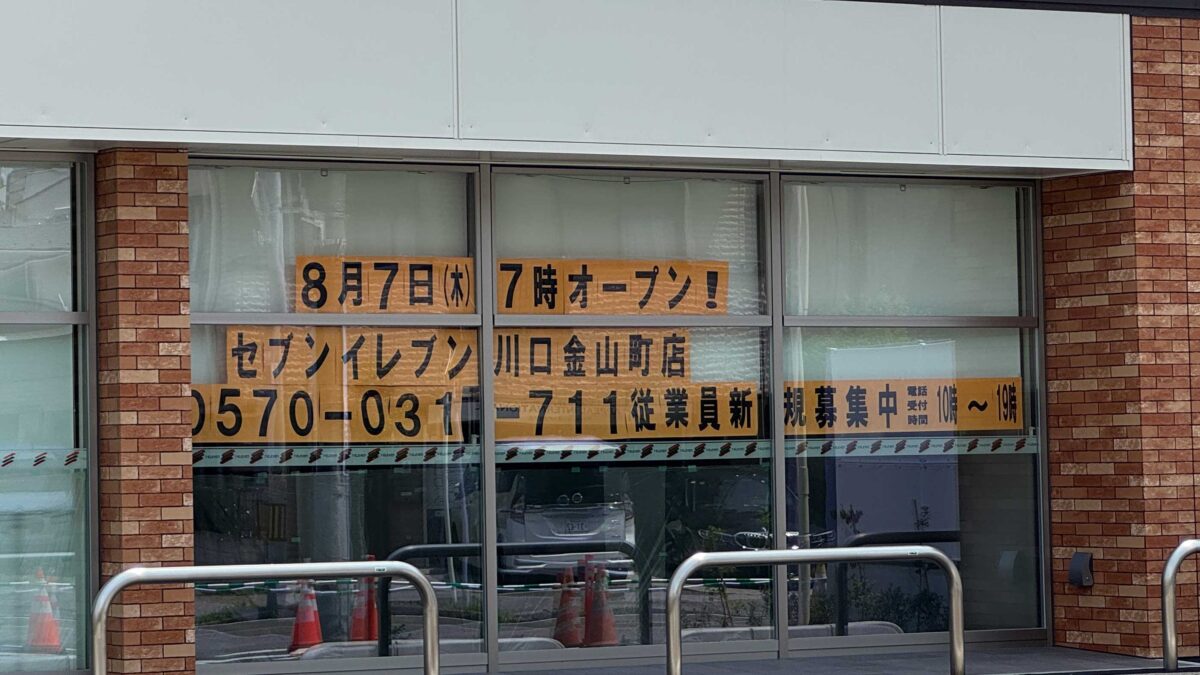 8月7日(木) 7時オープン!
セブンイレブン 川口金山町店
0570-031-711 従業員新規募集中 電話受付時間 10時～19時